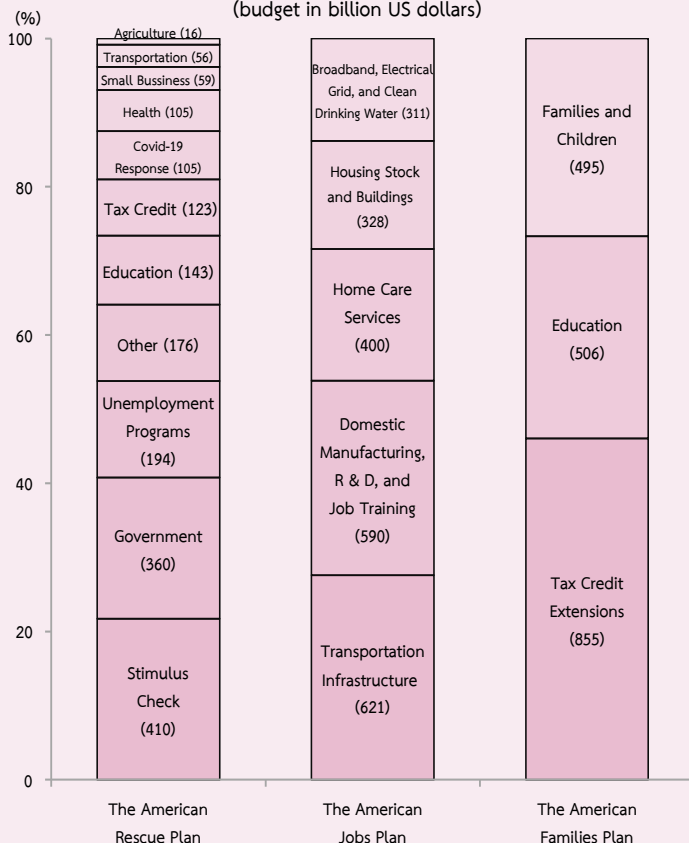 (budget in billion US dollars)
(%)
100
80
60
40
20
0
Agriculture (16)
Transportation (56)
Small Bussiness (59)
Health (105)
Covid-19
Response (105)
Tax Credit (123)
Education (143)
Other (176)
Unemployment
Programs
(194)
Government
(360)
Stimulus
Check
(410)
Broadband, Electrical
Grid, and Clean
Drinking Water (311)
Housing Stock
and Buildings
(328)
Home Care
Services
(400)
Domestic
Manufacturing,
R & D, and
Job Training
(590)
Transportation
Infrastructure
(621)
Families and
Children
(495)
Education
(506)
Tax Credit
Extensions
(855)
The American
Rescue Plan
The American
Jobs Plan
The American
Families Plan